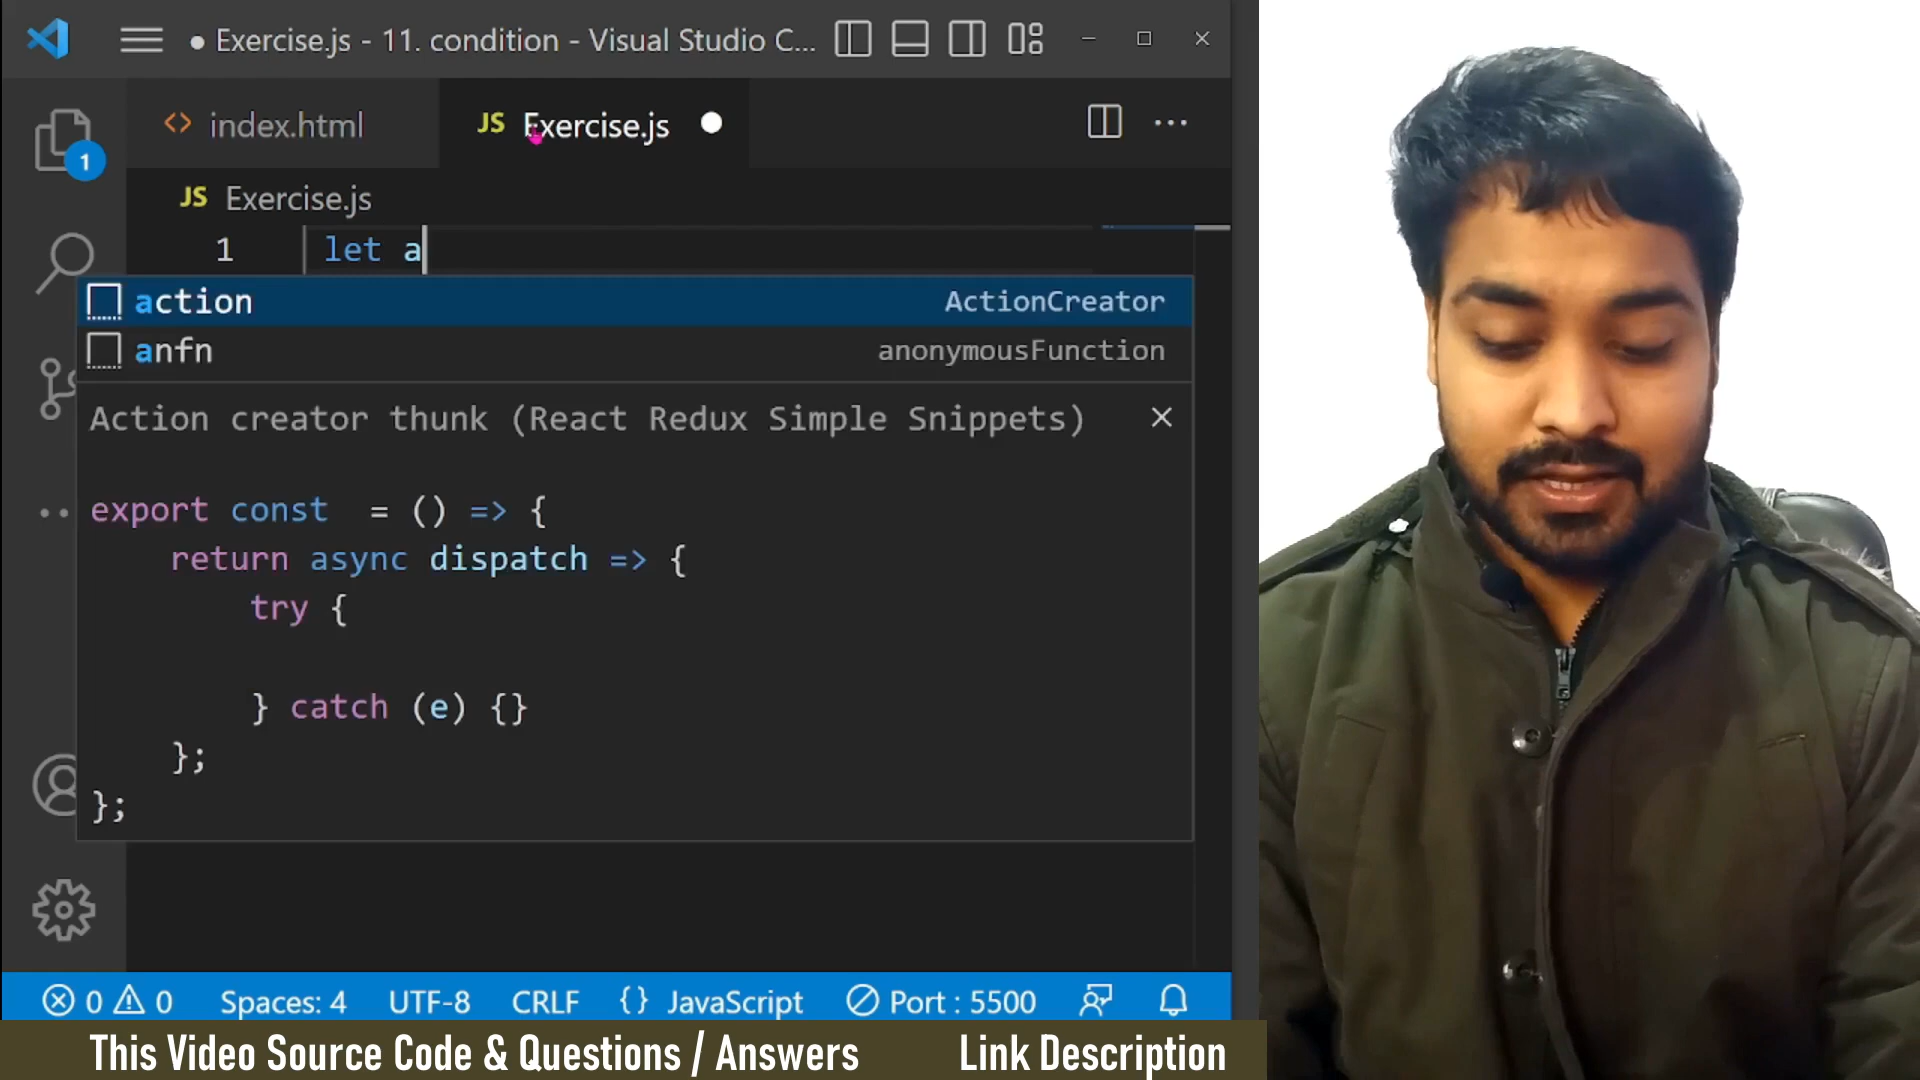 ● Exercise.js - 11. condition - Visual Studio C...
<> index.html
JS Exercise.js ●
1
JS Exercise.js
1 let a
action ActionCreator
anfn anonymousFunction
Action creator thunk (React Redux Simple Snippets)
export const  = () => {
return async dispatch => {
try {
} catch (e) {}
};
};
0 0 Spaces: 4 UTF-8 CRLF {} JavaScript Port : 5500
This Video Source Code & Questions / Answers Link Description